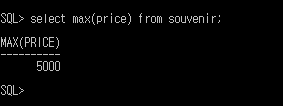 SQL> select max(price) from souvenir;
MAX(PRICE)
----------
5000
SQL>